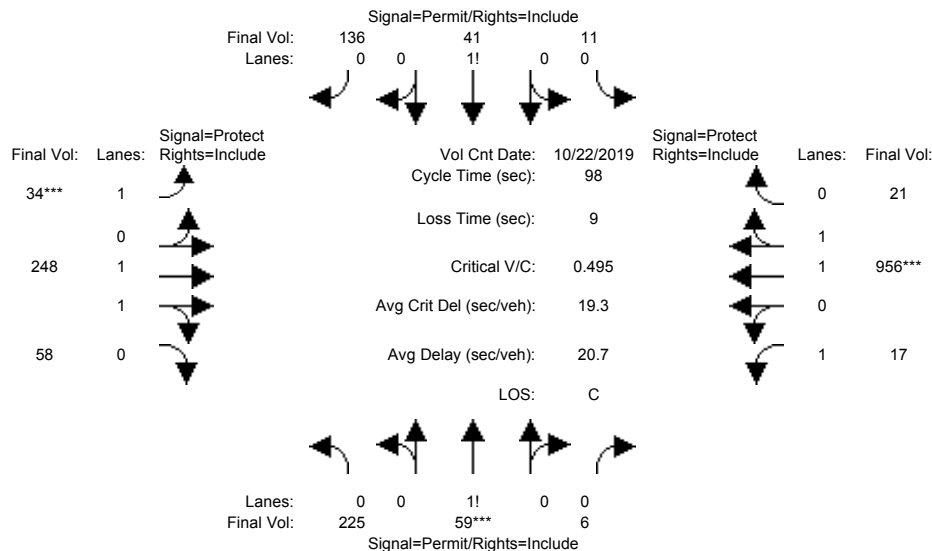 Signal=Permit/Rights=Include
Final Vol: 136 41 11
Lanes: 0 0 1! 0 0
Signal=Protect Signal=Protect
Final Vol: Lanes: Rights=Include Vol Cnt Date: 10/22/2019 Rights=Include Lanes: Final Vol:
Cycle Time (sec): 98
34*** 1 0 21
Loss Time (sec): 9
0 1
248 1 Critical V/C: 0.495 1 956***
1 Avg Crit Del (sec/veh): 19.3 0
58 0 Avg Delay (sec/veh): 20.7 1 17
LOS: C
Lanes: 0 0 1! 0 0
Final Vol: 225 59*** 6
Signal=Permit/Rights=Include